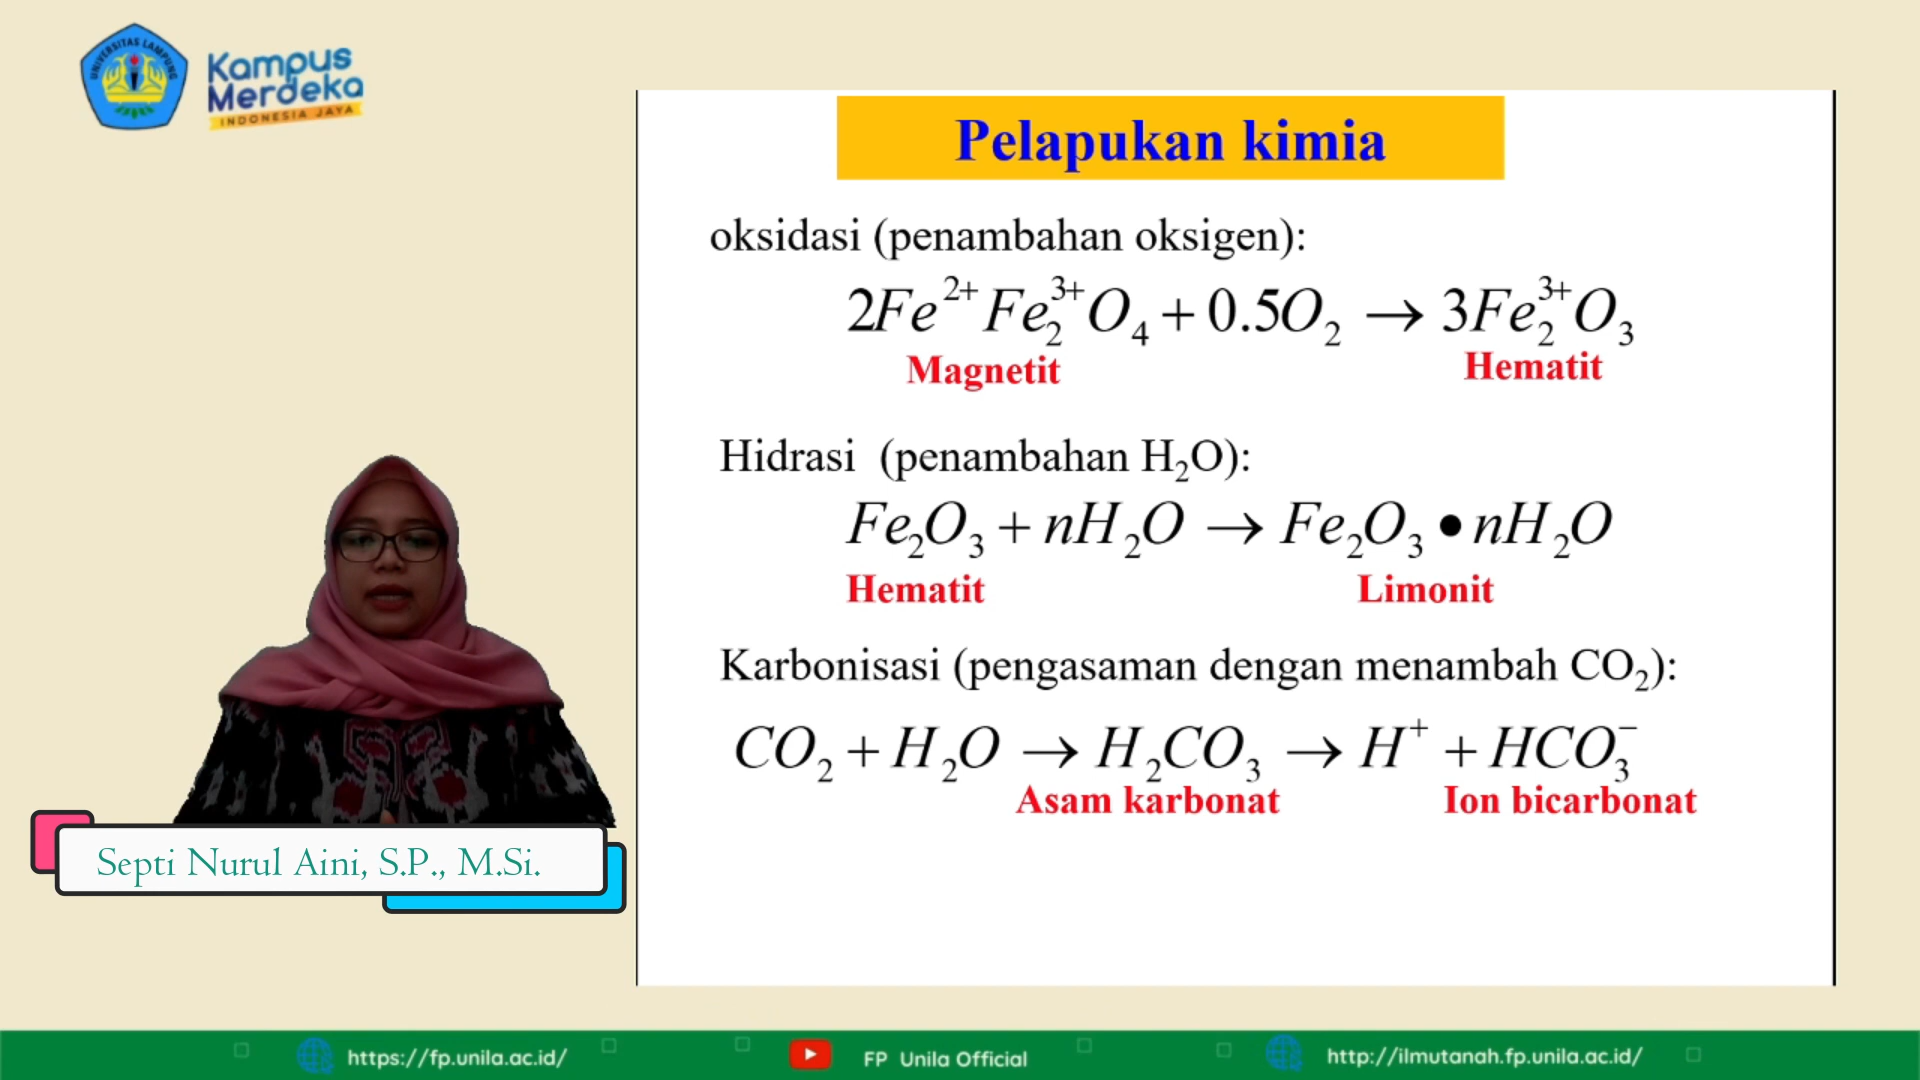 UNIVERSITAS LAMPUNG
Kampus
Merdeka
INDONESIA JAYA
Pelapukan kimia
oksidasi (penambahan oksigen):
2Fe²⁺Fe₂³⁺O₄ + 0.5O₂ → 3Fe₂³⁺O₃
Magnetit Hematit
Hidrasi (penambahan H₂O):
Fe₂O₃ + nH₂O → Fe₂O₃ • nH₂O
Hematit Limonit
Karbonisasi (pengasaman dengan menambah CO₂):
CO₂ + H₂O → H₂CO₃ → H⁺ + HCO₃⁻
Asam karbonat Ion bicarbonat
Septi Nurul Aini, S.P., M.Si.
https://fp.unila.ac.id/ FP Unila Official http://ilmutanah.fp.unila.ac.id/